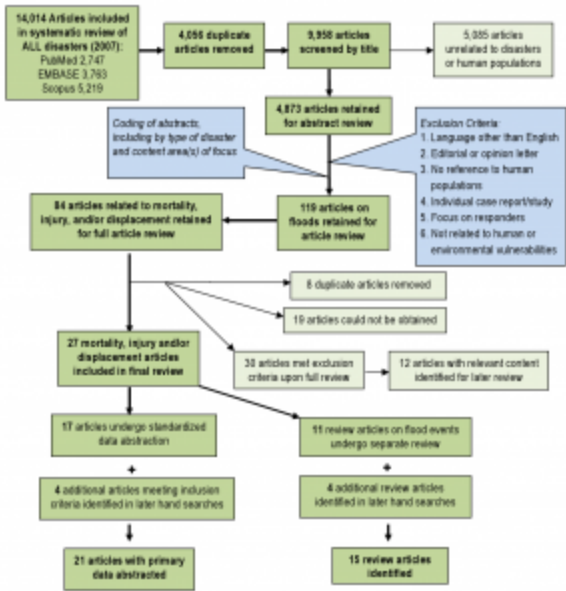 14,014 Articles included
in systematic review of
ALL disasters (2007):
PubMed 2,747
EMBASE 3,763
Scopus 5,219
4,056 duplicate
articles removed
9,958 articles
screened by title
5,085 articles
unrelated to disasters
or human populations
4,873 articles retained
for abstract review
Coding of abstracts,
including by type of disaster
and content area(s) of focus
Exclusion Criteria:
1. Language other than English
2. Editorial or opinion letter
3. No reference to human
populations
4. Individual case report/study
5. Focus on responders
6. Not related to human or
environmental vulnerabilities
84 articles related to mortality,
injury, and/or displacement retained
for full article review
119 articles on
floods retained for
article review
8 duplicate articles removed
19 articles could not be obtained
27 mortality, injury and/or
displacement articles
included in final review
30 articles met exclusion
criteria upon full review
12 articles with relevant content
identified for later review
17 articles undergo standardized
data abstraction
11 review articles on flood events
undergo separate review
+
+
4 additional articles meeting inclusion
criteria identified in later hand searches
4 additional review articles
identified in later hand searches
21 articles with primary
data abstracted
15 review articles
identified